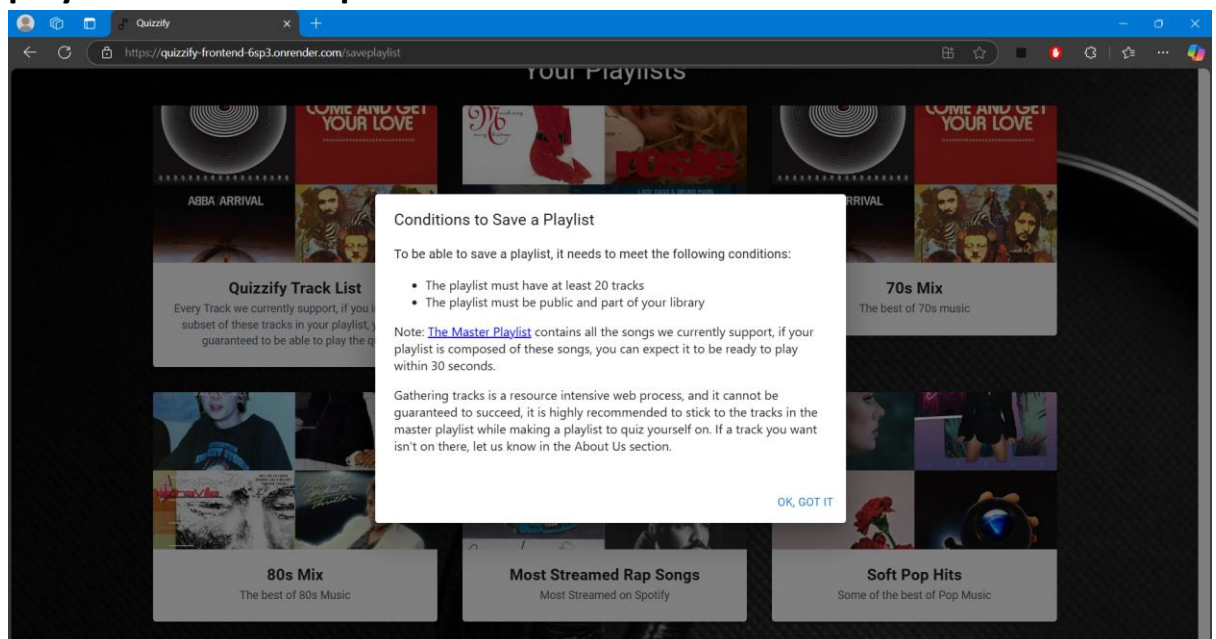 Quizzify
https://quizzify-frontend-6sp3.onrender.com/saveplaylist
Your Playlists
COME AND GET
YOUR LOVE
rosie
LADY GAGA & BRUNO MARS
COME AND GET
YOUR LOVE
ABBA ARRIVAL
RRIVAL
Conditions to Save a Playlist
To be able to save a playlist, it needs to meet the following conditions:
• The playlist must have at least 20 tracks
• The playlist must be public and part of your library
Note: The Master Playlist contains all the songs we currently support, if your
playlist is composed of these songs, you can expect it to be ready to play
within 30 seconds.
Gathering tracks is a resource intensive web process, and it cannot be
guaranteed to succeed, it is highly recommended to stick to the tracks in the
master playlist while making a playlist to quiz yourself on. If a track you want
isn't on there, let us know in the About Us section.
OK, GOT IT
Quizzify Track List
Every Track we currently support, if you i
subset of these tracks in your playlist, y
guaranteed to be able to play the q
70s Mix
The best of 70s music
80s Mix
The best of 80s Music
Most Streamed Rap Songs
Most Streamed on Spotify
Soft Pop Hits
Some of the best of Pop Music